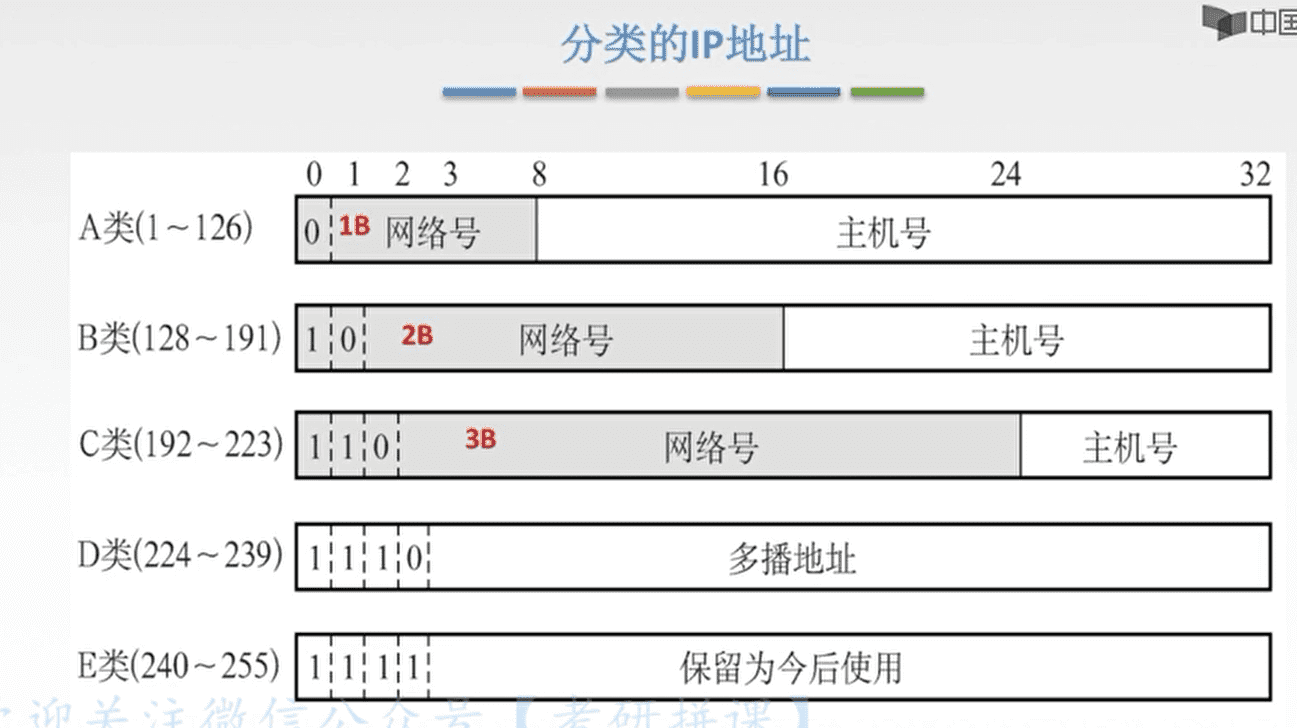 中国
分类的IP地址
0 1 2 3 8 16 24 32
A类(1～126) 0 1B 网络号 主机号
B类(128～191) 1 0 2B 网络号 主机号
C类(192～223) 1 1 0 3B 网络号 主机号
D类(224～239) 1 1 1 0 多播地址
E类(240～255) 1 1 1 1 保留为今后使用
迎关注微信公众号【考研拼课】